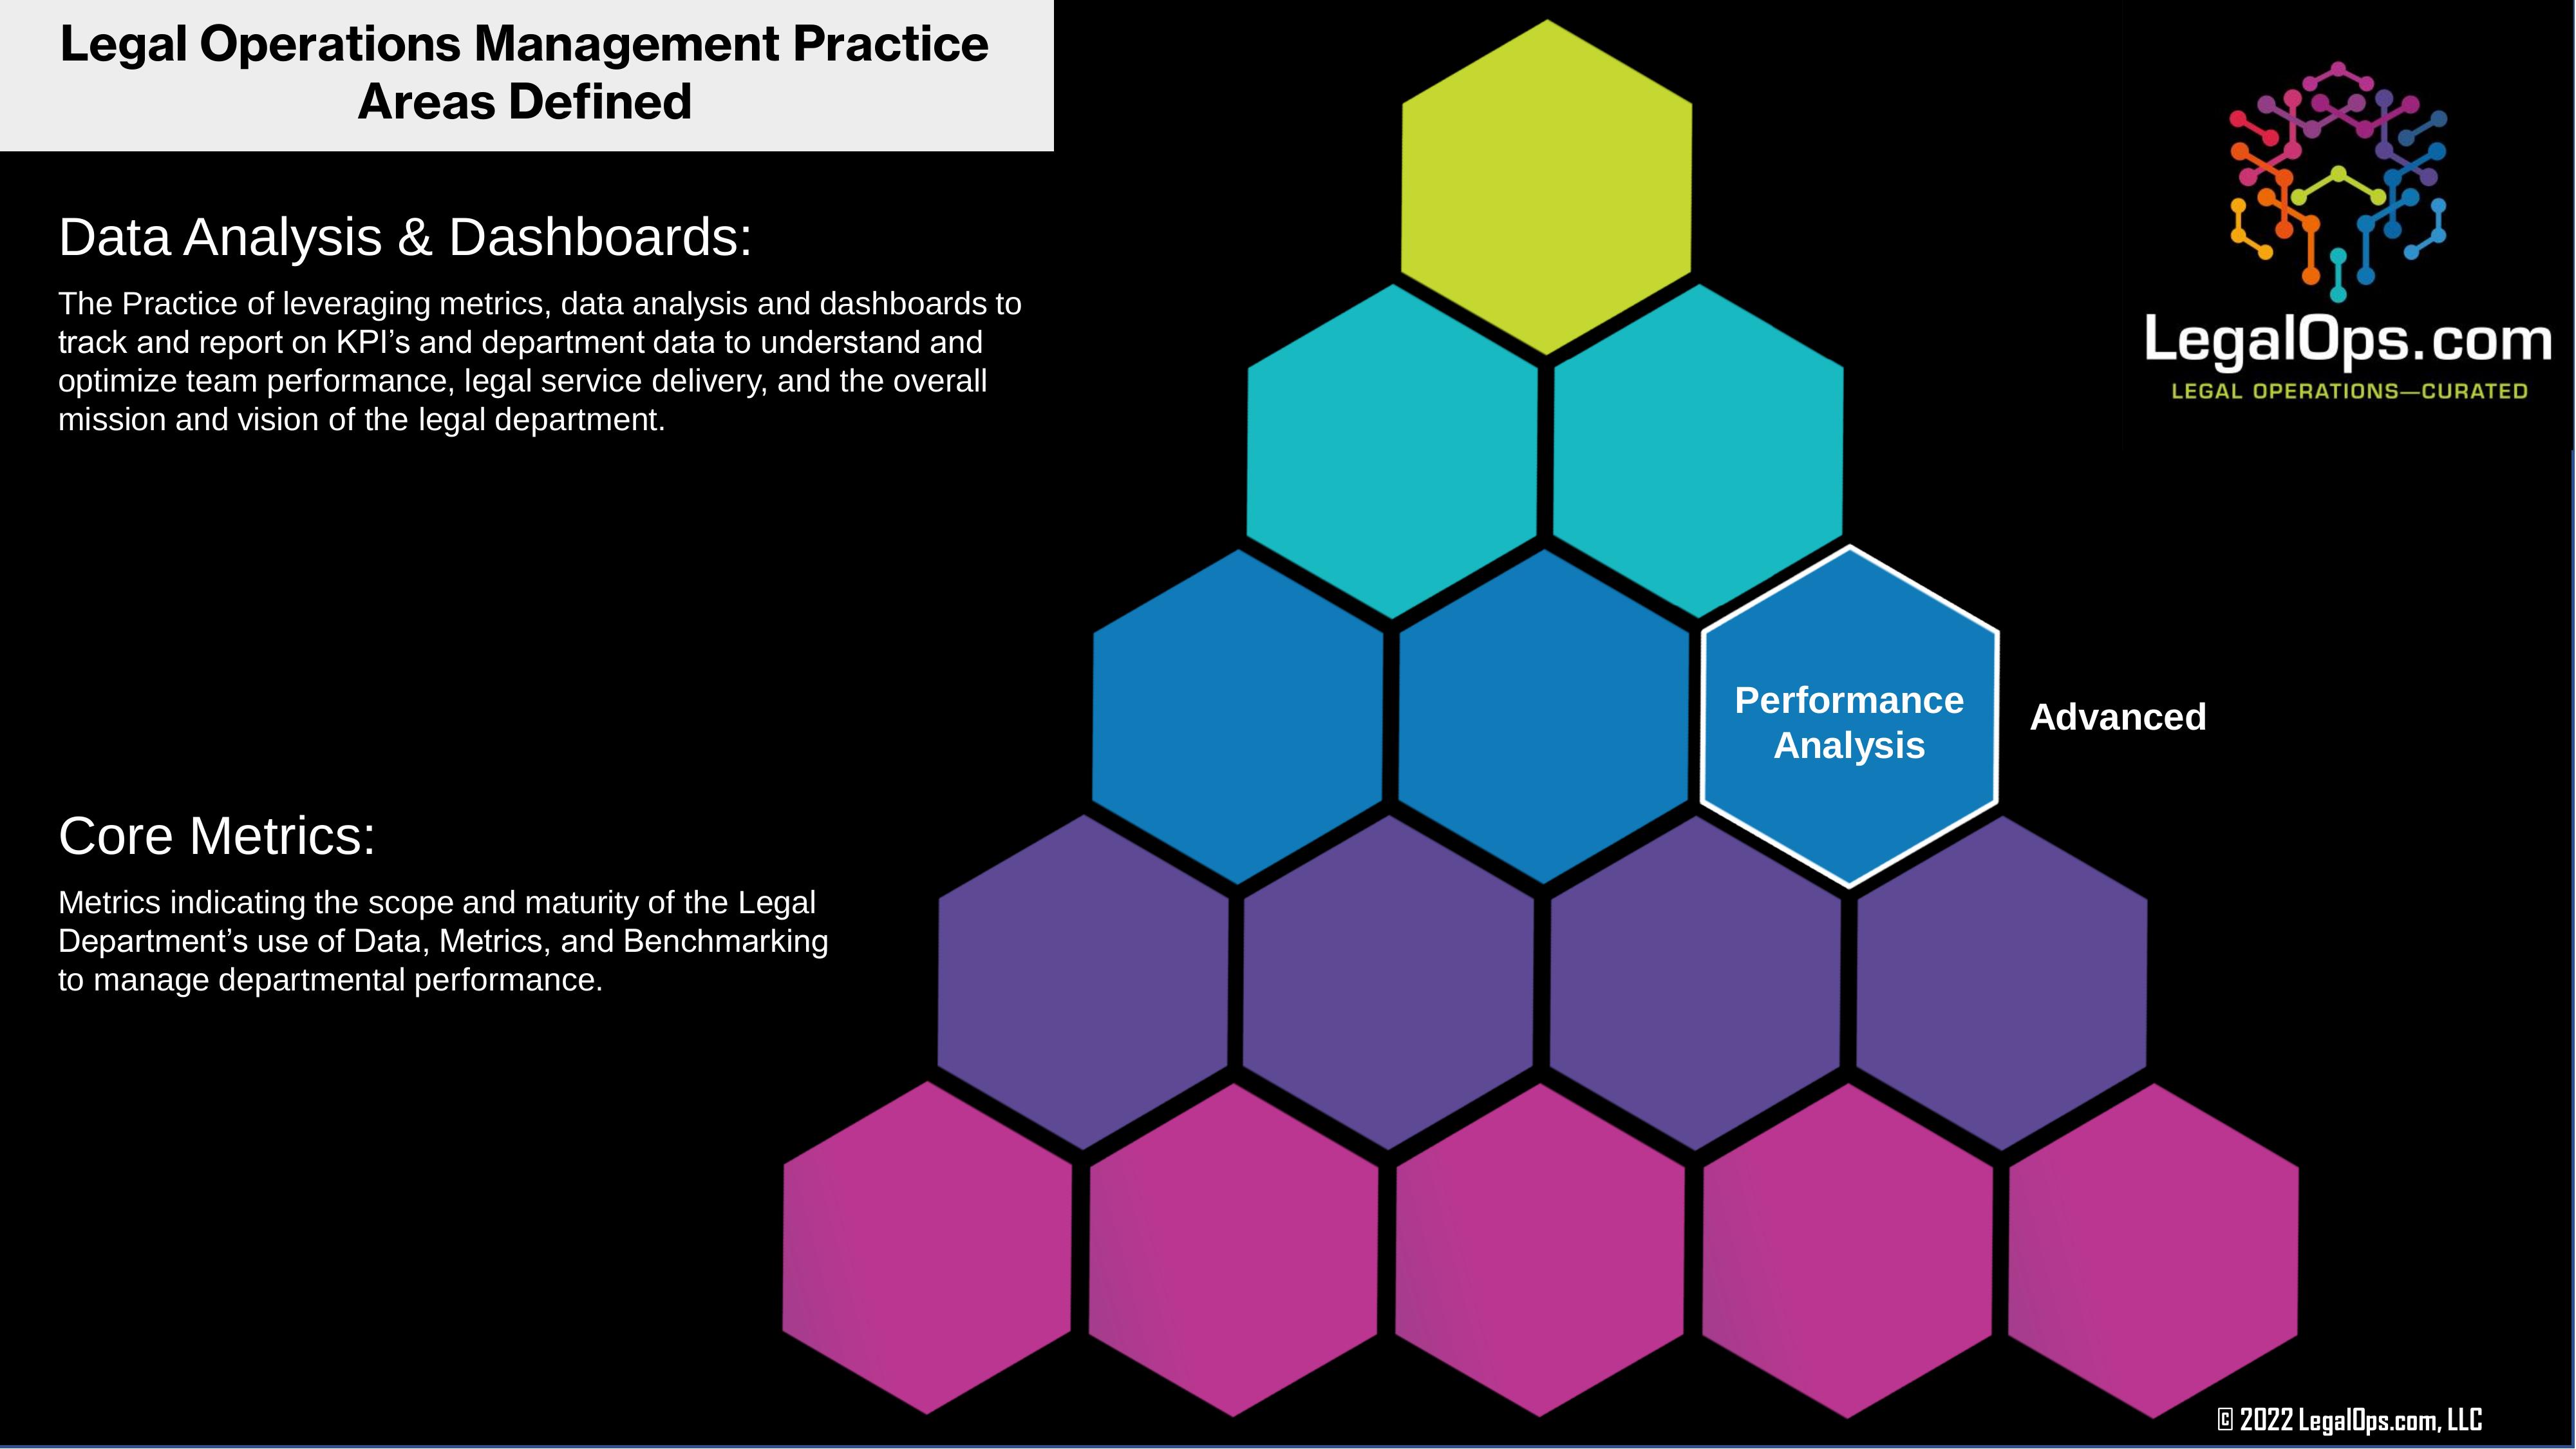 Legal Operations Management Practice
Areas Defined
Data Analysis & Dashboards:
The Practice of leveraging metrics, data analysis and dashboards to
track and report on KPI’s and department data to understand and
optimize team performance, legal service delivery, and the overall
mission and vision of the legal department.
LegalOps.com
LEGAL OPERATIONS—CURATED
Performance
Analysis
Advanced
Core Metrics:
Metrics indicating the scope and maturity of the Legal
Department’s use of Data, Metrics, and Benchmarking
to manage departmental performance.
© 2022 LegalOps.com, LLC